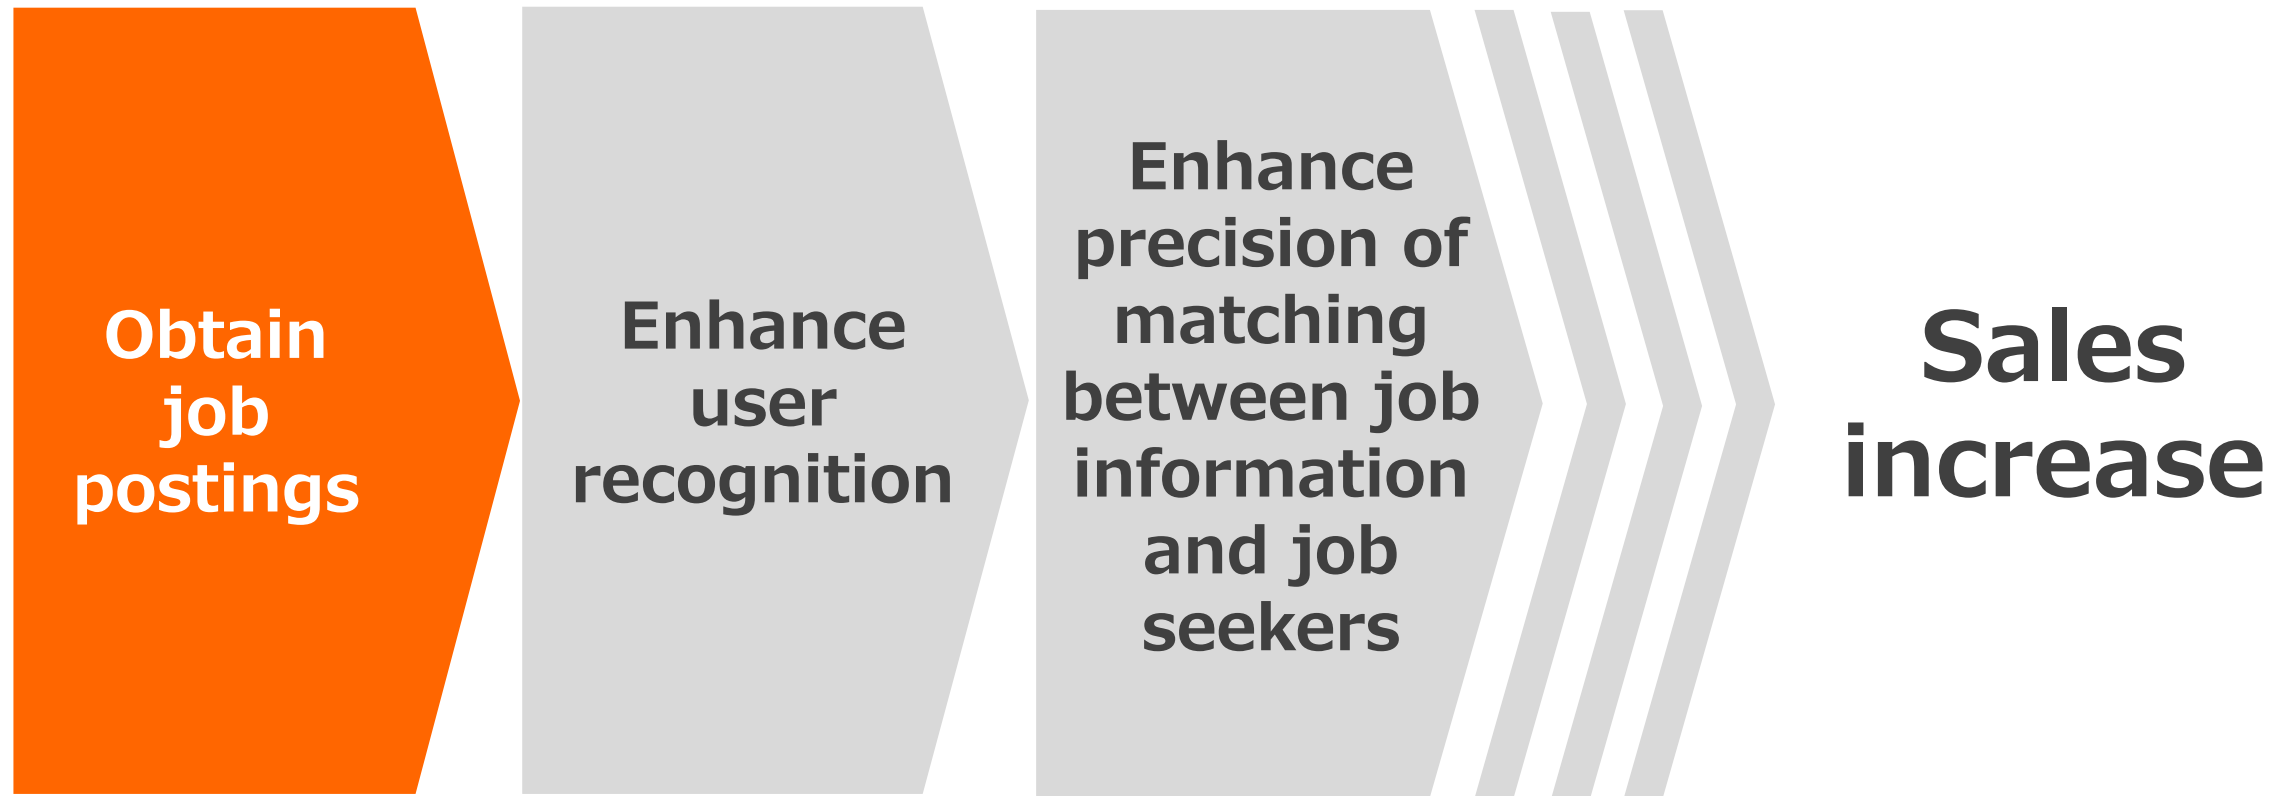 Obtain
job
postings
Enhance
user
recognition
Enhance
precision of
matching
between job
information
and job
seekers
Sales
increase